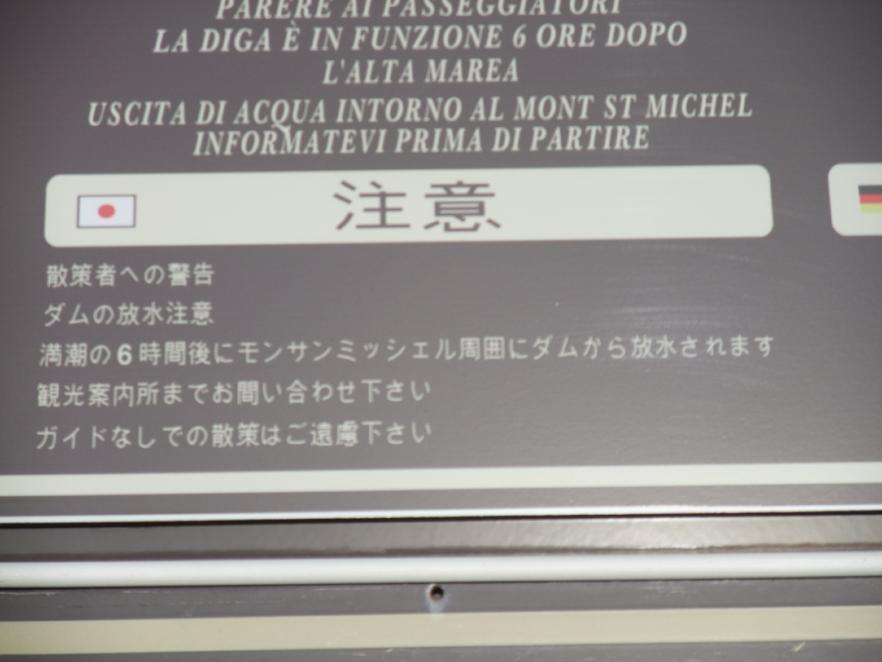 PARERE AI PASSEGGIATORI
LA DIGA È IN FUNZIONE 6 ORE DOPO
L'ALTA MAREA
USCITA DI ACQUA INTORNO AL MONT ST MICHEL
INFORMATEVI PRIMA DI PARTIRE
注意
散策者への警告
ダムの放水注意
満潮の6時間後にモンサンミッシェル周囲にダムから放水されます
観光案内所までお問い合わせ下さい
ガイドなしでの散策はご遠慮下さい